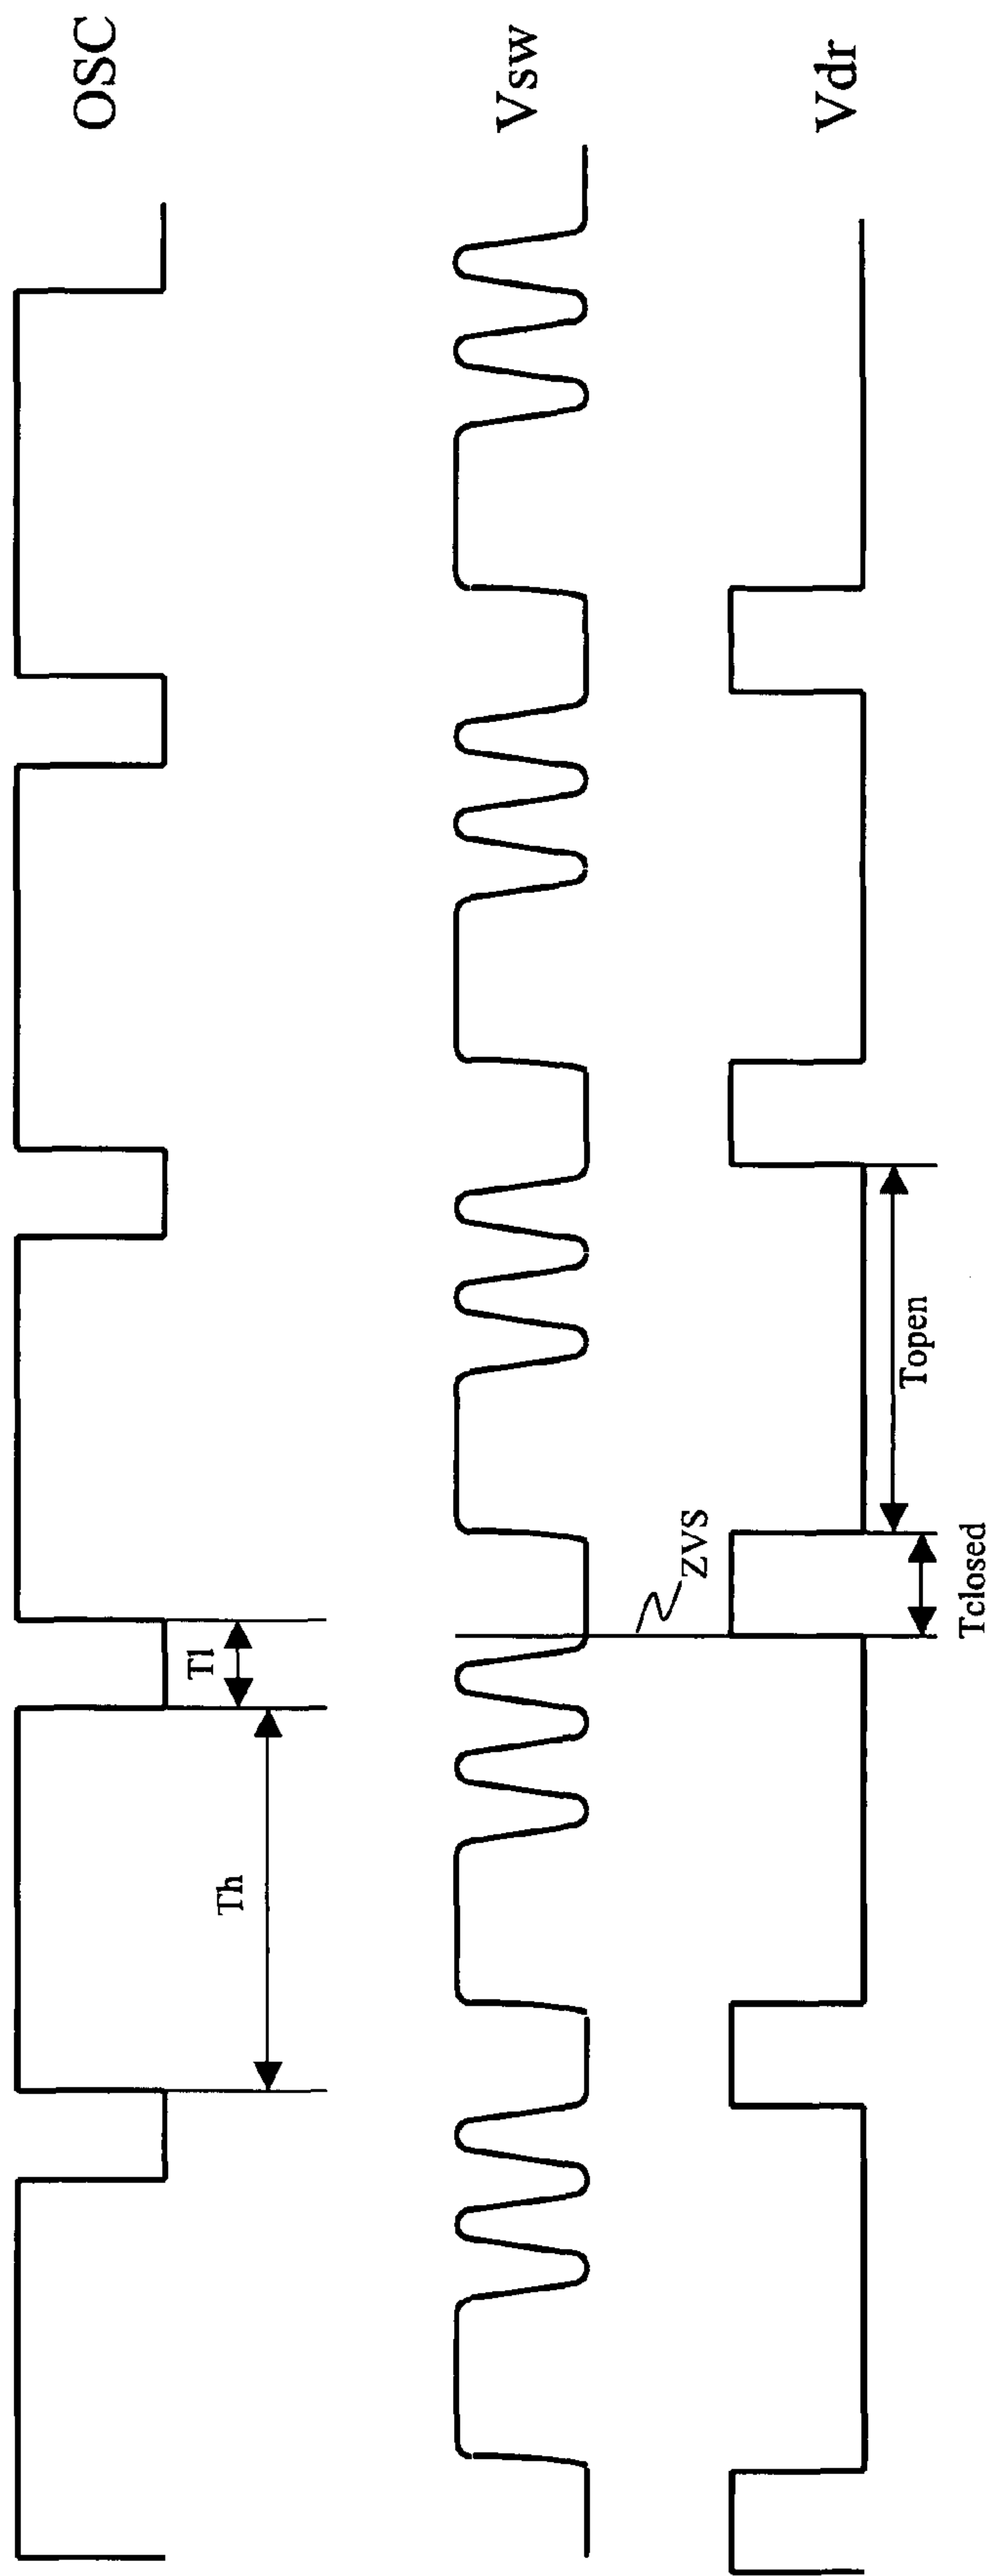 OSC
Th
Tl
Vsw
ZVS
Vdr
Tclosed
Topen